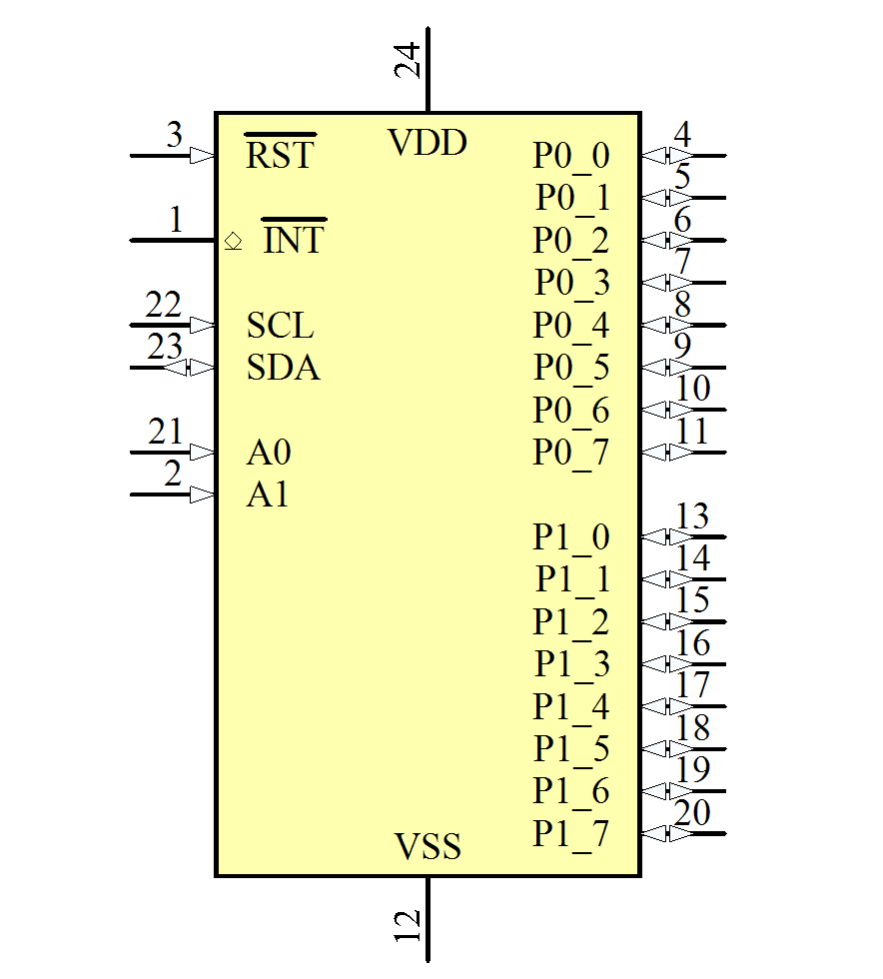 24
VDD
3 RST
1 INT
22 SCL
23 SDA
21 A0
2 A1
P0_0 4
P0_1 5
P0_2 6
P0_3 7
P0_4 8
P0_5 9
P0_6 10
P0_7 11
P1_0 13
P1_1 14
P1_2 15
P1_3 16
P1_4 17
P1_5 18
P1_6 19
P1_7 20
VSS
12